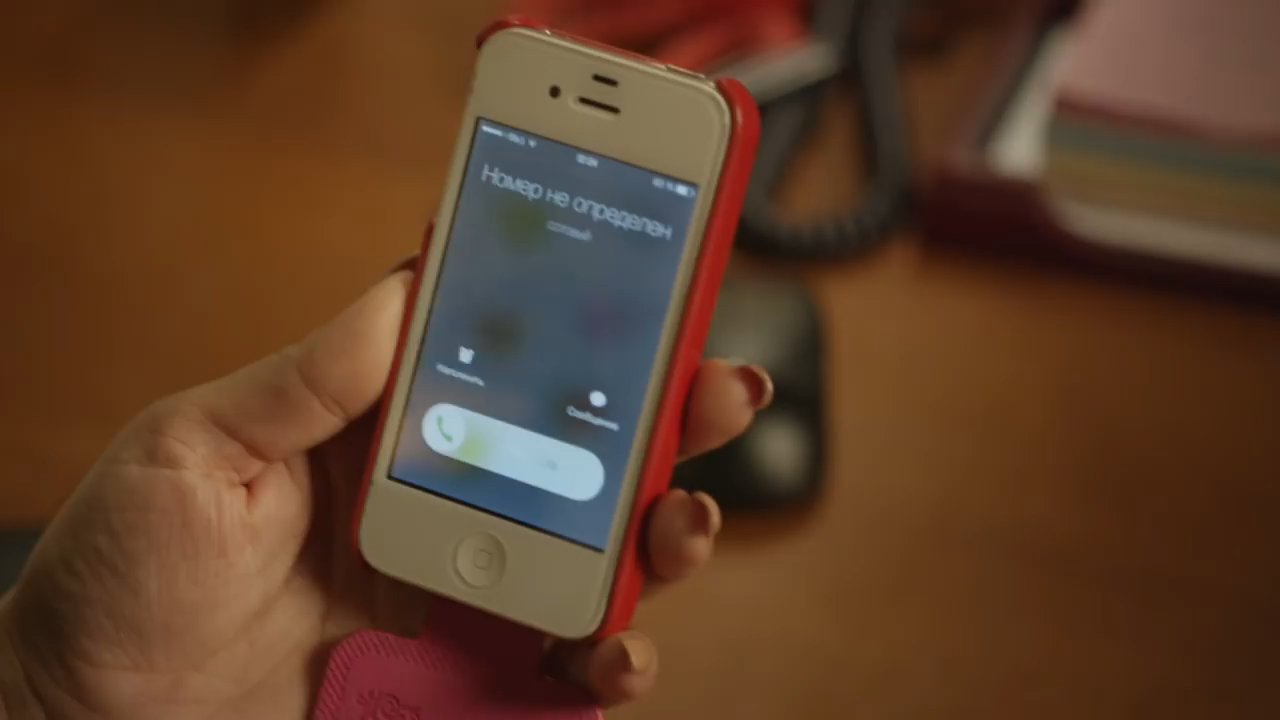 Номер не определен
сотовый
Напомнить
Сообщение